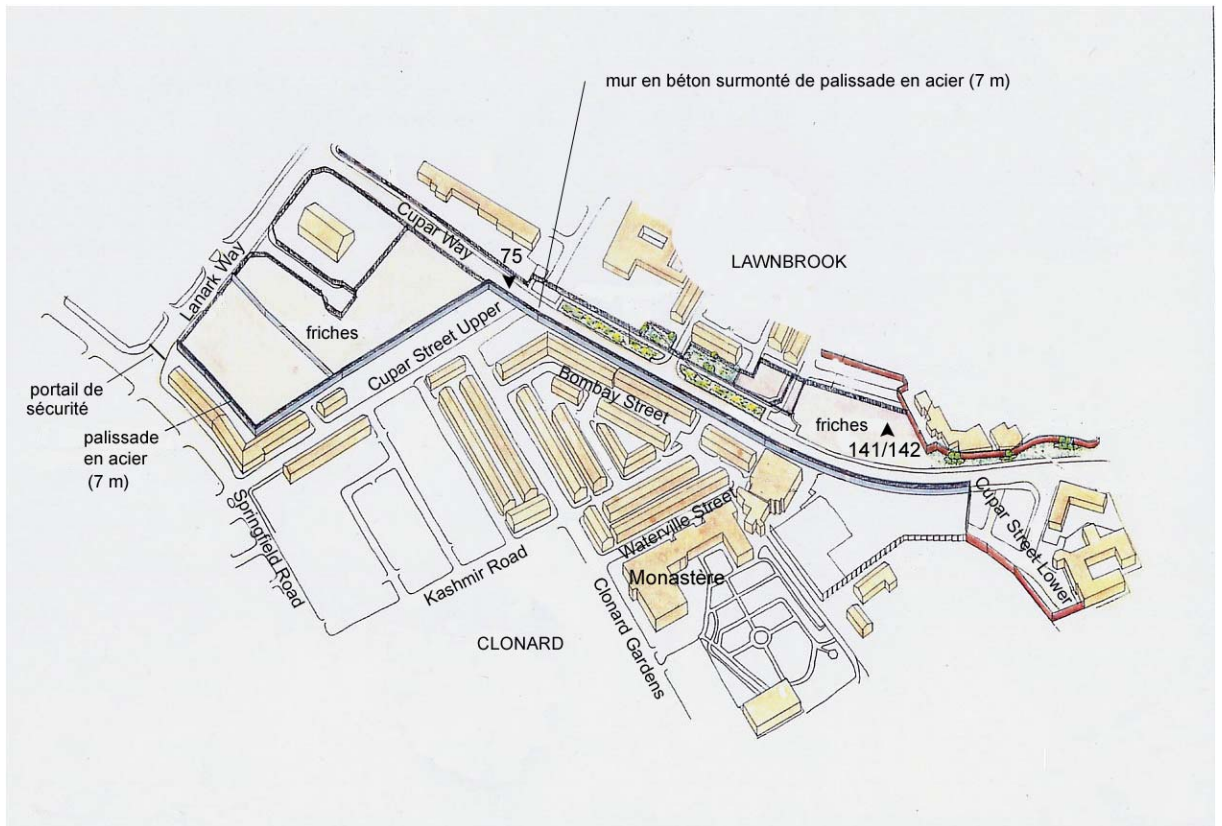 mur en béton surmonté de palissade en acier (7 m)
Cupar Way
75
LAWNBROOK
Lanark Way
friches
Cupar Street Upper
portail de
sécurité
palissade
en acier
(7 m)
Bombay Street
friches
141/142
Springfield Road
Kashmir Road
Waterville Street
Monastère
Cupar Street Lower
CLONARD
Clonard Gardens